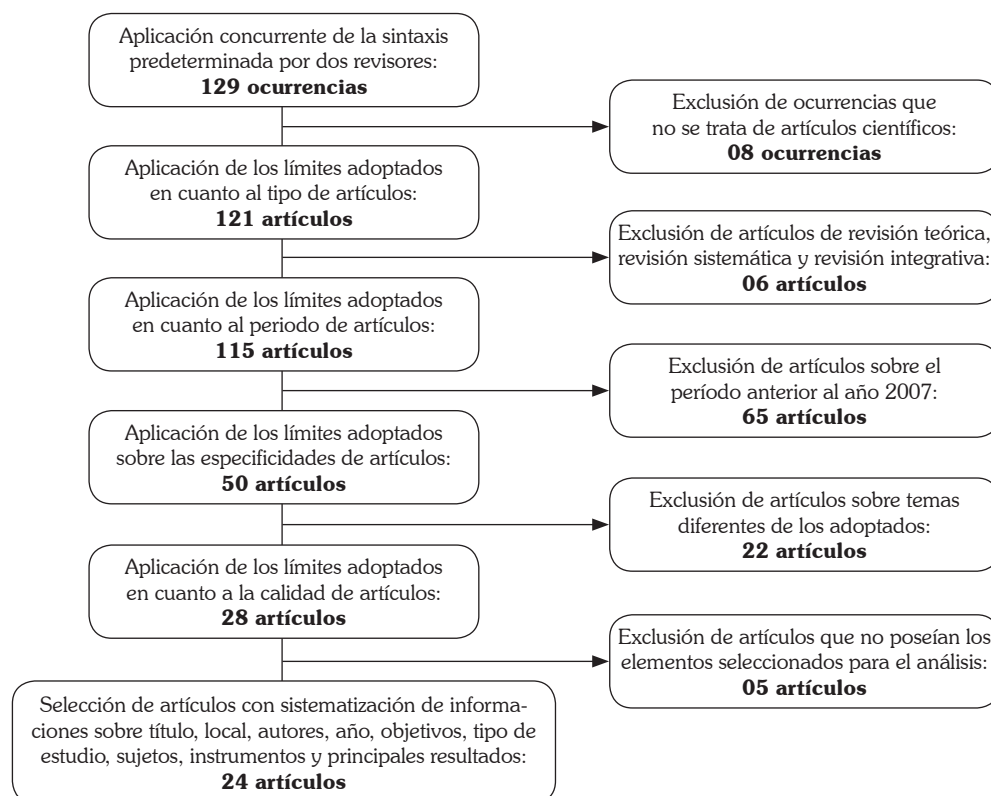 Aplicación concurrente de la sintaxis
predeterminada por dos revisores:
129 ocurrencias
Exclusión de ocurrencias que
no se trata de artículos científicos:
08 ocurrencias
Aplicación de los límites adoptados
en cuanto al tipo de artículos:
121 artículos
Exclusión de artículos de revisión teórica,
revisión sistemática y revisión integrativa:
06 artículos
Aplicación de los límites adoptados
en cuanto al periodo de artículos:
115 artículos
Exclusión de artículos sobre el
período anterior al año 2007:
65 artículos
Aplicación de los límites adoptados
sobre las especificidades de artículos:
50 artículos
Exclusión de artículos sobre temas
diferentes de los adoptados:
22 artículos
Aplicación de los límites adoptados
en cuanto a la calidad de artículos:
28 artículos
Exclusión de artículos que no poseían los
elementos seleccionados para el análisis:
05 artículos
Selección de artículos con sistematización de informa-
ciones sobre título, local, autores, año, objetivos, tipo de
estudio, sujetos, instrumentos y principales resultados:
24 artículos